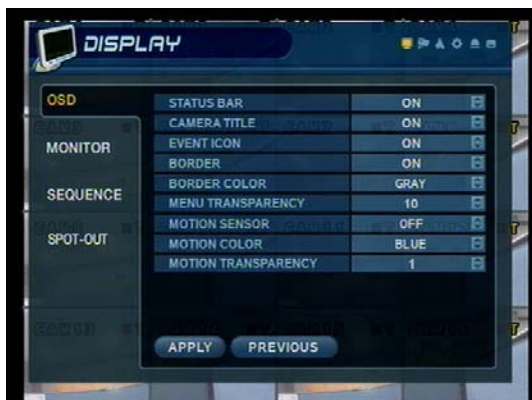 DISPLAY
OSD
MONITOR
SEQUENCE
SPOT-OUT
STATUS BAR ON
CAMERA TITLE ON
EVENT ICON ON
BORDER ON
BORDER COLOR GRAY
MENU TRANSPARENCY 10
MOTION SENSOR OFF
MOTION COLOR BLUE
MOTION TRANSPARENCY 1
APPLY PREVIOUS